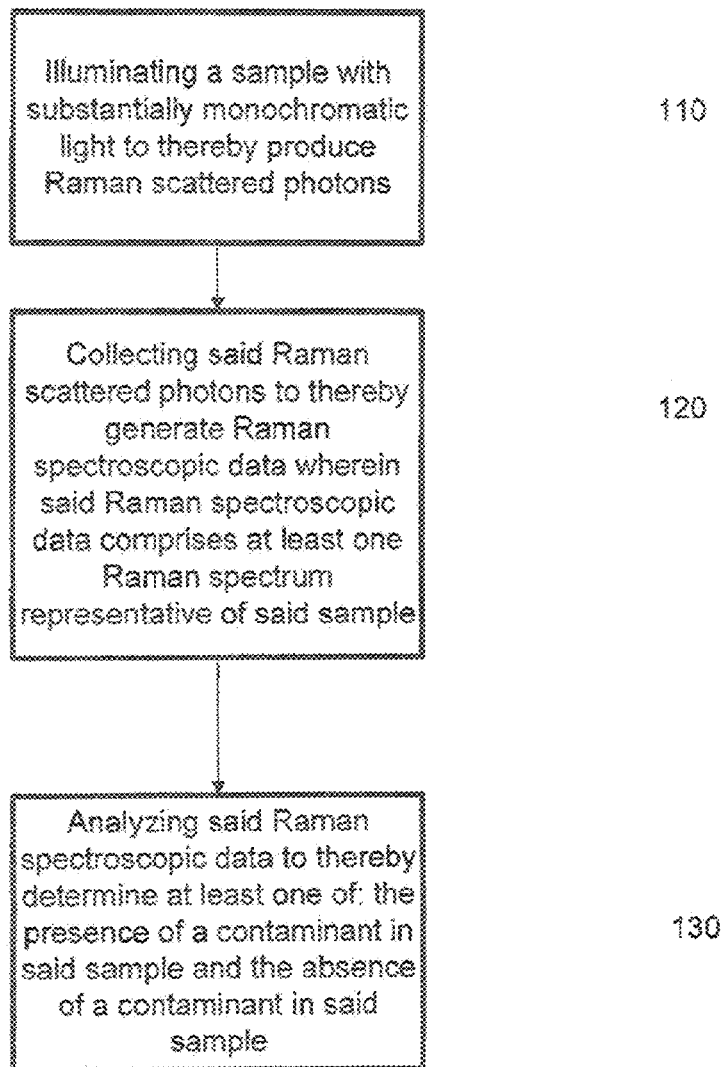 Illuminating a sample with
substantially monochromatic
light to thereby produce
Raman scattered photons
110
Collecting said Raman
scattered photons to thereby
generate Raman
spectroscopic data wherein
said Raman spectroscopic
data comprises at least one
Raman spectrum
representative of said sample
120
Analyzing said Raman
spectroscopic data to thereby
determine at least one of: the
presence of a contaminant in
said sample and the absence
of a contaminant in said
sample
130